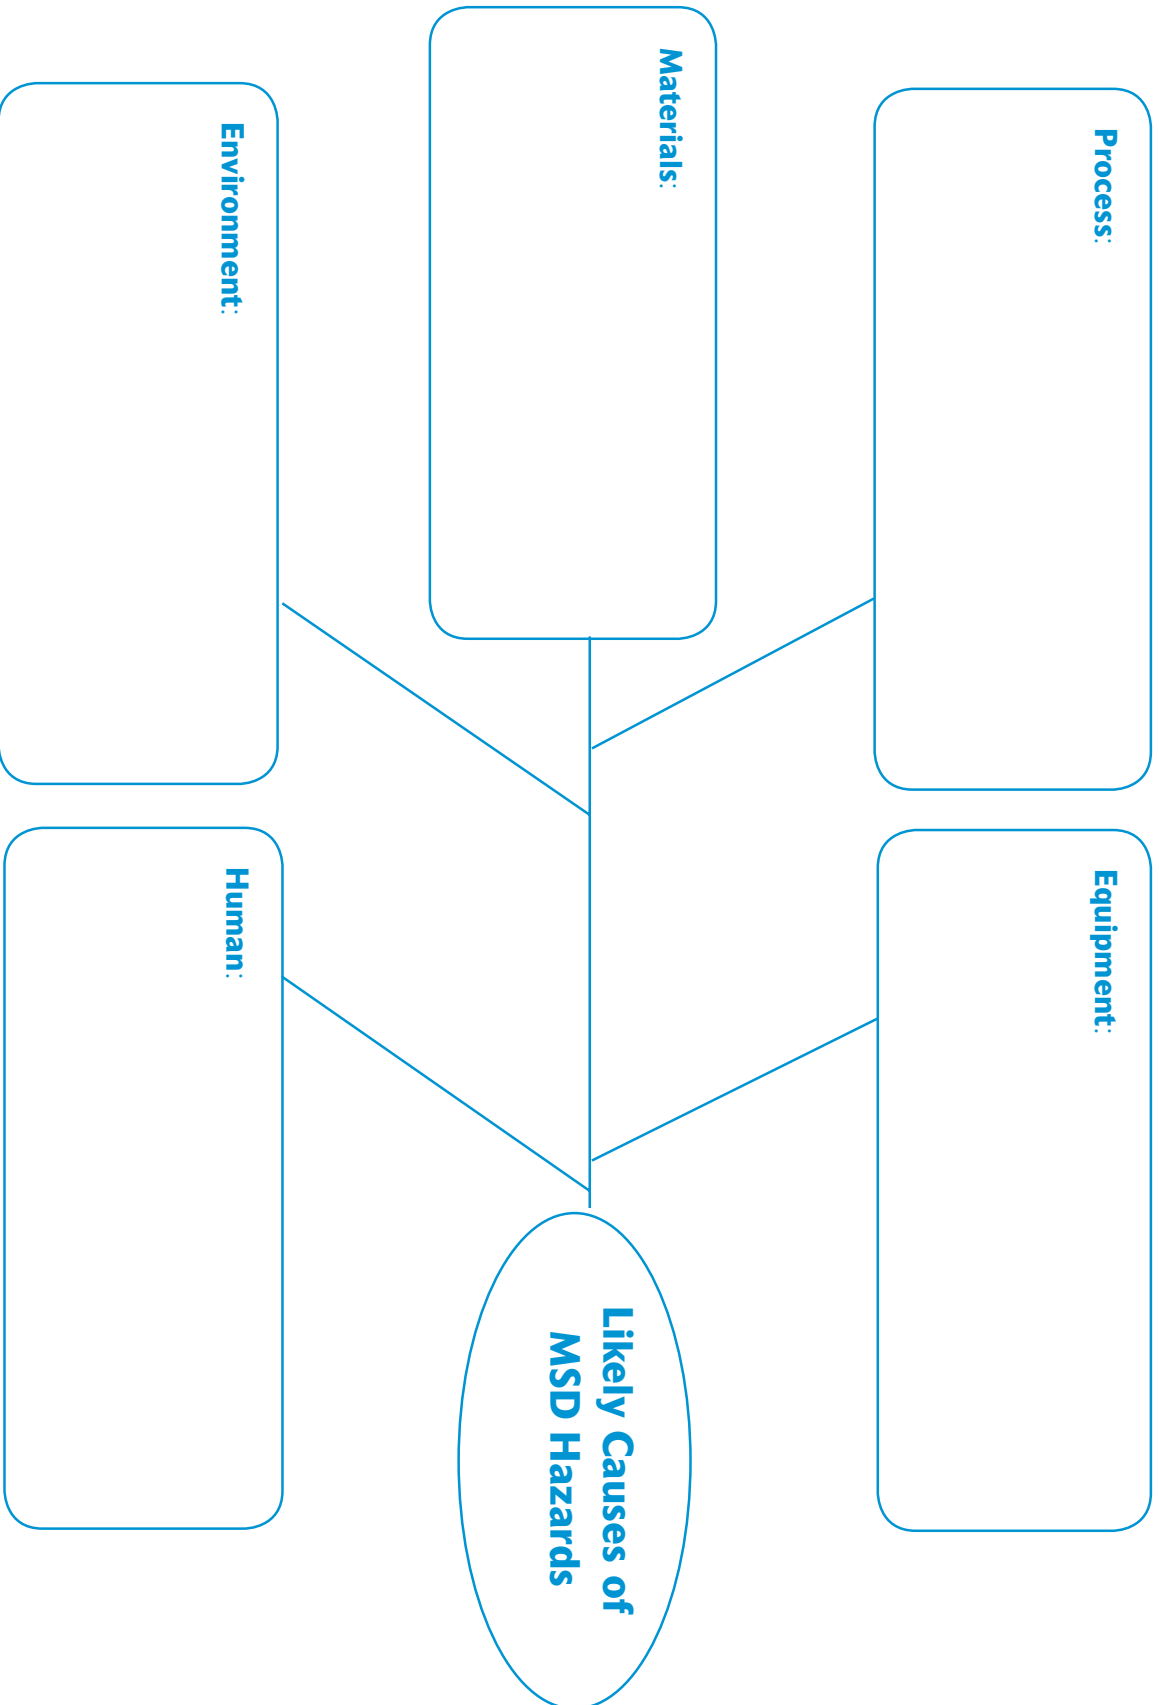 Process:
Equipment:
Materials:
Likely Causes of
MSD Hazards
Environment:
Human: